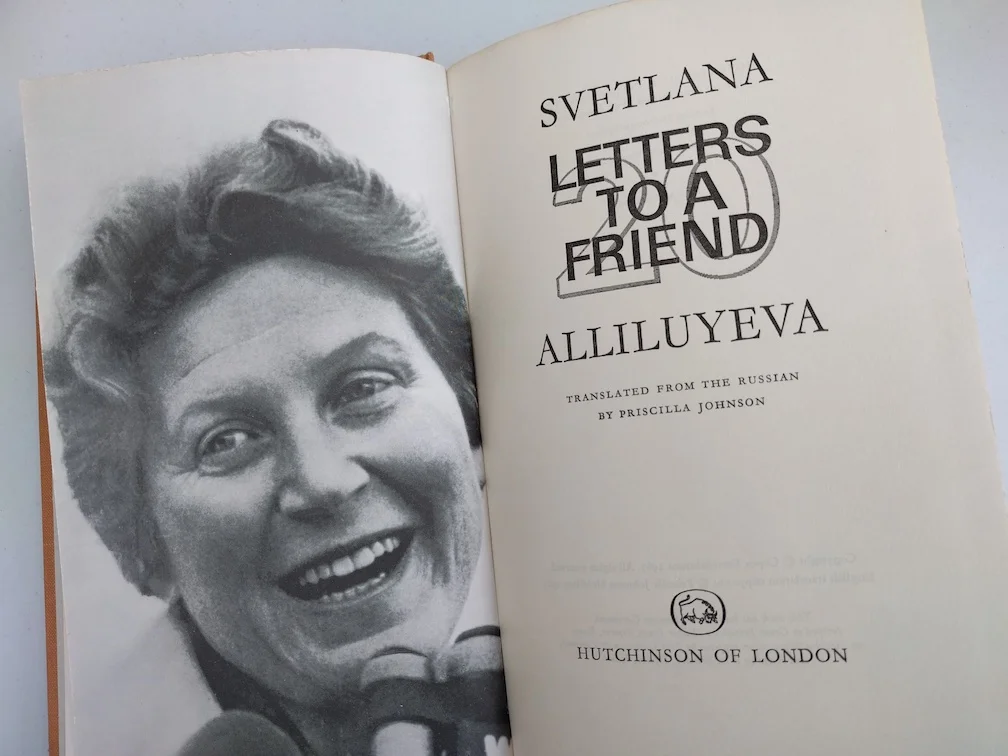 SVETLANA
20
LETTERS
TO A
FRIEND
ALLILUYEVA
TRANSLATED FROM THE RUSSIAN
BY PRISCILLA JOHNSON
HUTCHINSON OF LONDON